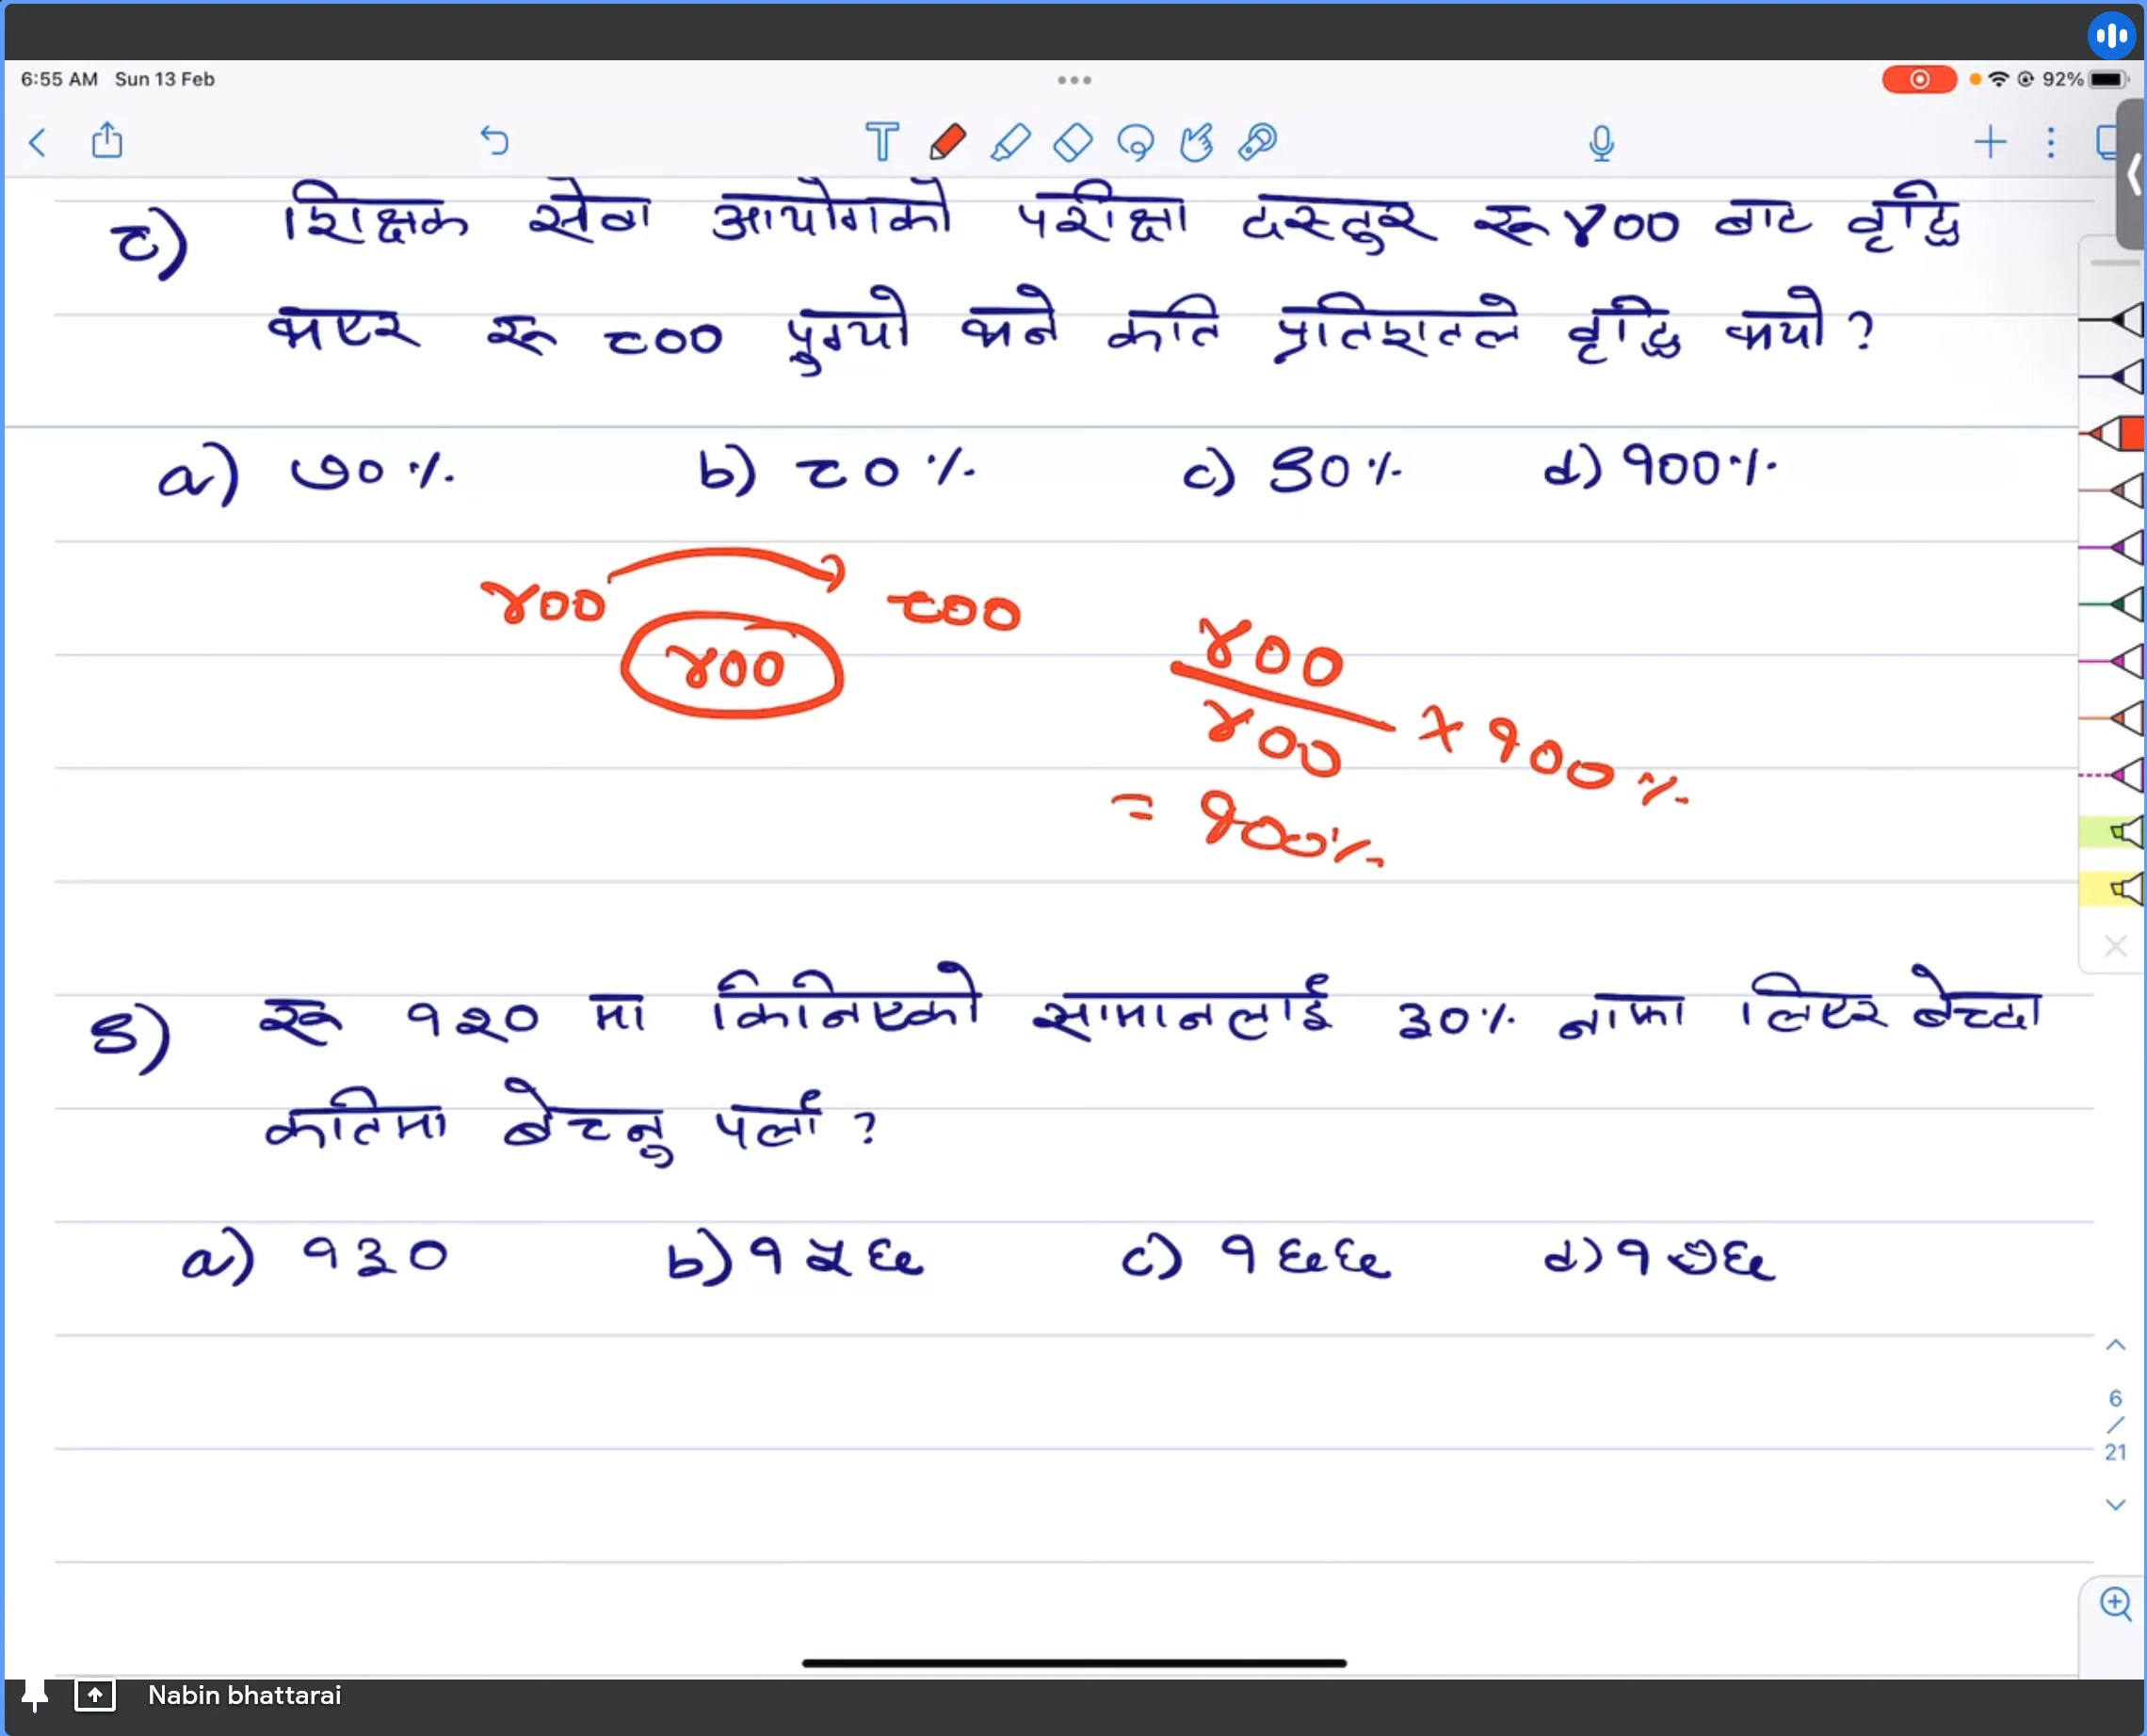 6:55 AM Sun 13 Feb
92%
८) शिक्षक सेवा आयोगको परीक्षा दस्तुर रू ४०० बाट वृद्धि
भएर रू ८०० पुग्यो भने कति प्रतिशतले वृद्धि भयो ?
a) ७० % b) ८० % c) ९० % d) १०० %
४०० ८००
४००
४००
४०० × १०० %
= १०० %
९) रू १२० मा किनिएको सामानलाई ३० % नाफा लिएर बेच्दा
कतिमा बेच्नु पर्ला ?
a) १३० b) १५६ c) १६६ d) १७६
6
/
21
Nabin bhattarai